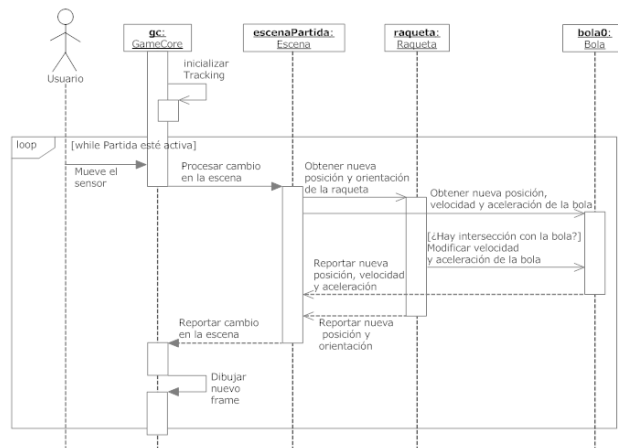 gc:
GameCore
escenaPartida:
Escena
raqueta:
Raqueta
bola0:
Bola
Usuario
inicializar
Tracking
loop
[while Partida esté activa]
Mueve el
sensor
Procesar cambio
en la escena
Obtener nueva
posición y orientación
de la raqueta
Obtener nueva posición,
velocidad y aceleración de la bola
[¿Hay intersección con la bola?]
Modificar velocidad
y aceleración de la bola
Reportar nueva
posición, velocidad
y aceleración
Reportar nueva
posición y
orientación
Reportar cambio
en la escena
Dibujar
nuevo
frame